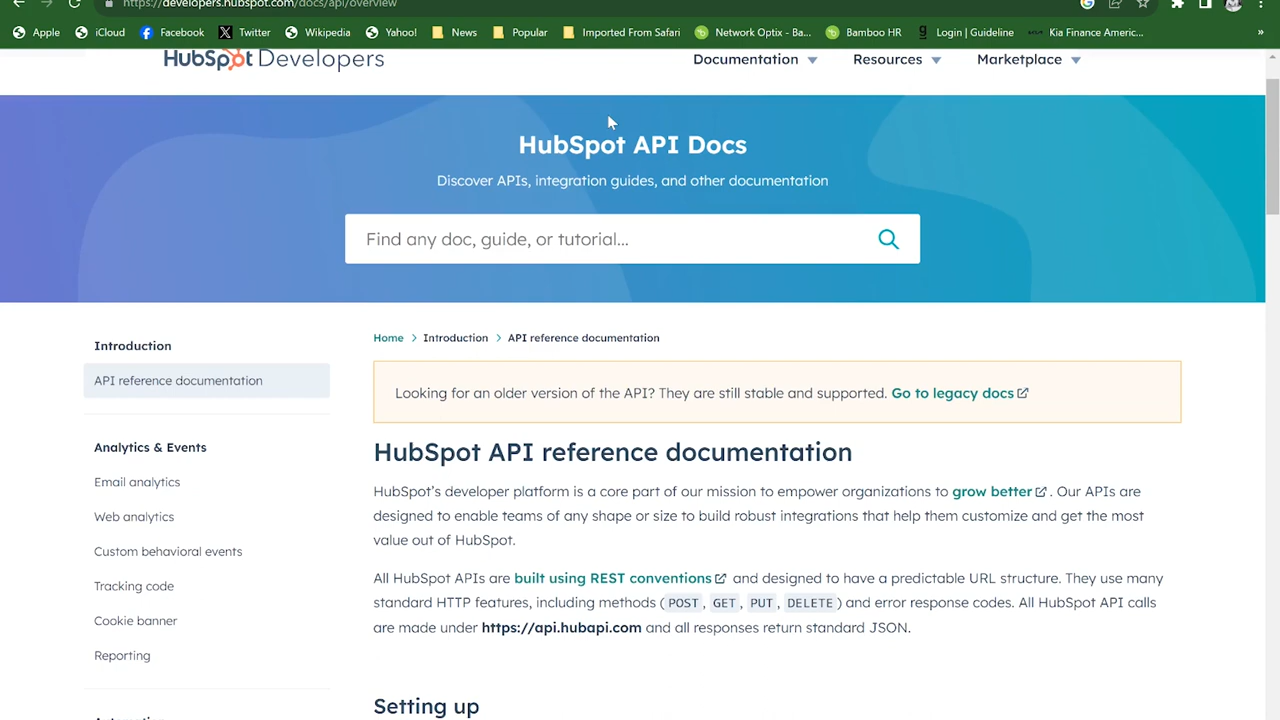 https://developers.hubspot.com/docs/api/overview
Apple iCloud Facebook Twitter Wikipedia Yahoo! News Popular Imported From Safari Network Optix - Ba... Bamboo HR Login | Guideline Kia Finance Americ... »
HubSpot Developers Documentation Resources Marketplace
HubSpot API Docs
Discover APIs, integration guides, and other documentation
Find any doc, guide, or tutorial...
Home > Introduction > API reference documentation
Introduction
API reference documentation
Analytics & Events
Email analytics
Web analytics
Custom behavioral events
Tracking code
Cookie banner
Reporting
Looking for an older version of the API? They are still stable and supported. Go to legacy docs
HubSpot API reference documentation
HubSpot's developer platform is a core part of our mission to empower organizations to grow better. Our APIs are
designed to enable teams of any shape or size to build robust integrations that help them customize and get the most
value out of HubSpot.
All HubSpot APIs are built using REST conventions and designed to have a predictable URL structure. They use many
standard HTTP features, including methods (POST, GET, PUT, DELETE) and error response codes. All HubSpot API calls
are made under https://api.hubapi.com and all responses return standard JSON.
Setting up